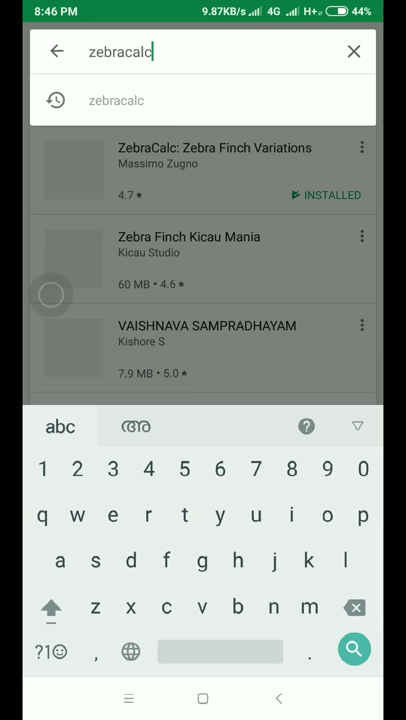 8:46 PM 9.87KB/s 4G H+ 44%
zebracalc
zebracalc
ZebraCalc: Zebra Finch Variations
Massimo Zugno
4.7 ★ INSTALLED
Zebra Finch Kicau Mania
Kicau Studio
60 MB • 4.6 ★
VAISHNAVA SAMPRADHAYAM
Kishore S
7.9 MB • 5.0 ★
abc അആ ?
1 2 3 4 5 6 7 8 9 0
q w e r t y u i o p
a s d f g h j k l
z x c v b n m
?1☺ , .